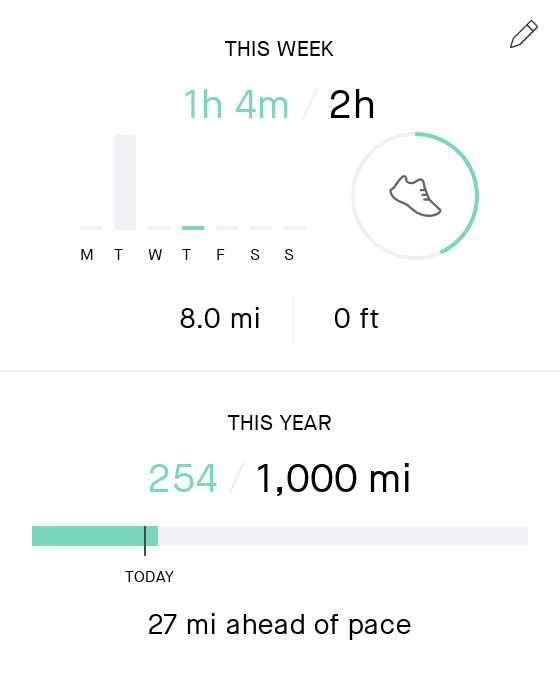 THIS WEEK
1h 4m / 2h
M T W T F S S
8.0 mi 0 ft
THIS YEAR
254 / 1,000 mi
TODAY
27 mi ahead of pace